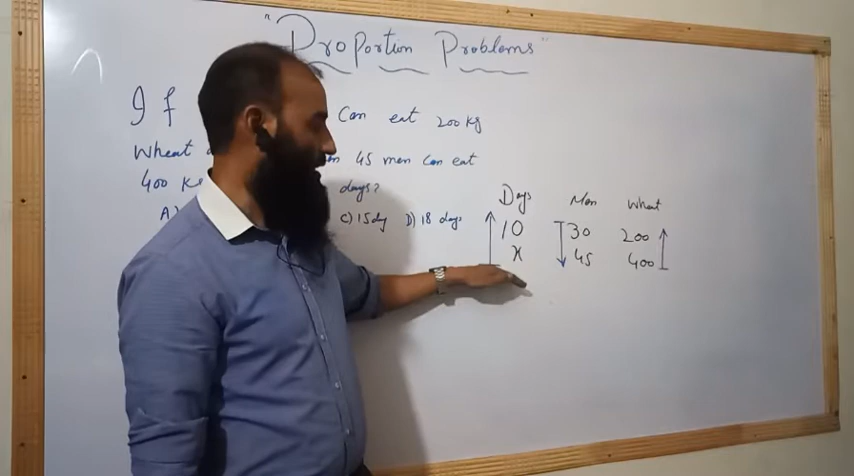 "Proportion Problems"
If can eat 200 kg
Wheat 45 men can eat
400 days?
A) C) 15 day D) 18 days
Days Men Wheat
10 30 200
x 45 400